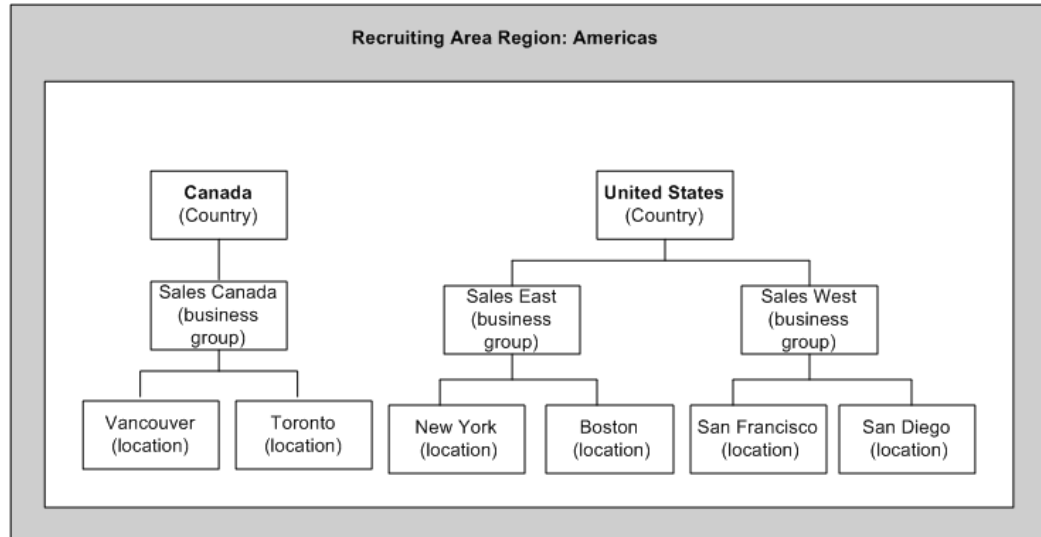 Recruiting Area Region: Americas
Canada
(Country)
United States
(Country)
Sales Canada
(business
group)
Sales East
(business
group)
Sales West
(business
group)
Vancouver
(location)
Toronto
(location)
New York
(location)
Boston
(location)
San Francisco
(location)
San Diego
(location)